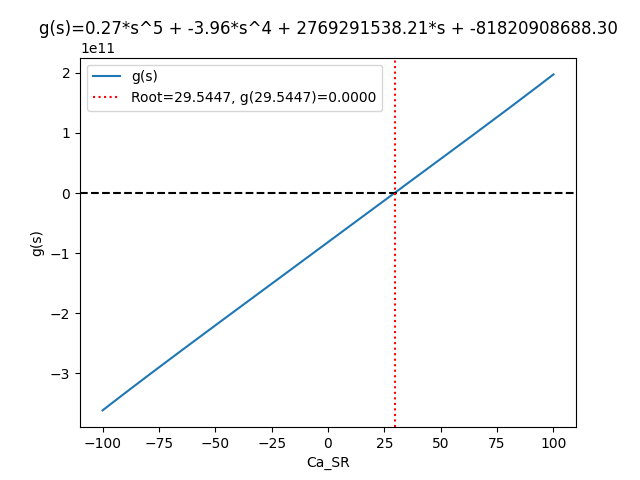 g(s)=0.27*s^5 + -3.96*s^4 + 2769291538.21*s + -81820908688.30
1e11
g(s)
Root=29.5447, g(29.5447)=0.0000
2
1
0
−1
−2
−3
g(s)
−100
−75
−50
−25
0
25
50
75
100
Ca_SR